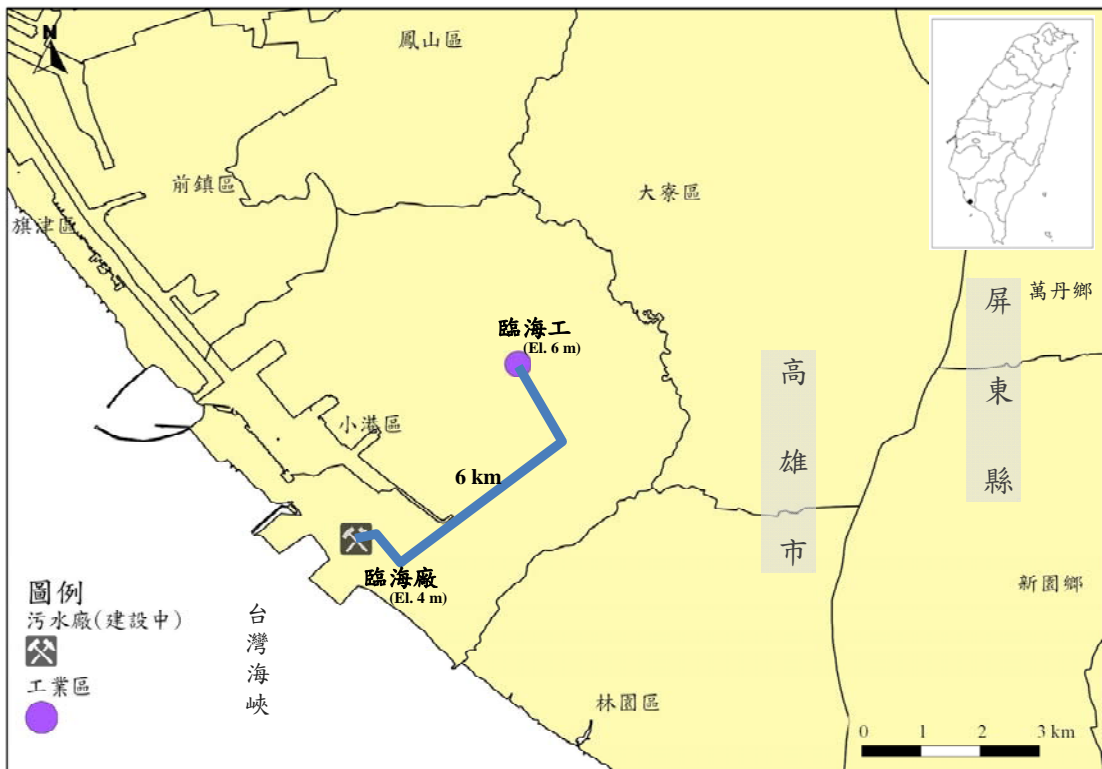 N
鳳山區
前鎮區
大寮區
旗津區
萬丹鄉
屏東縣
臨海工
(El. 6 m)
高雄市
小港區
6 km
臨海廠
(El. 4 m)
新園鄉
圖例
污水廠(建設中)
工業區
台灣海峽
林園區
0 1 2 3 km